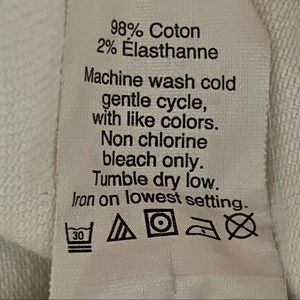 98% Coton
2% Élasthanne
Machine wash cold
gentle cycle,
with like colors.
Non chlorine
bleach only.
Tumble dry low.
Iron on lowest setting.
30